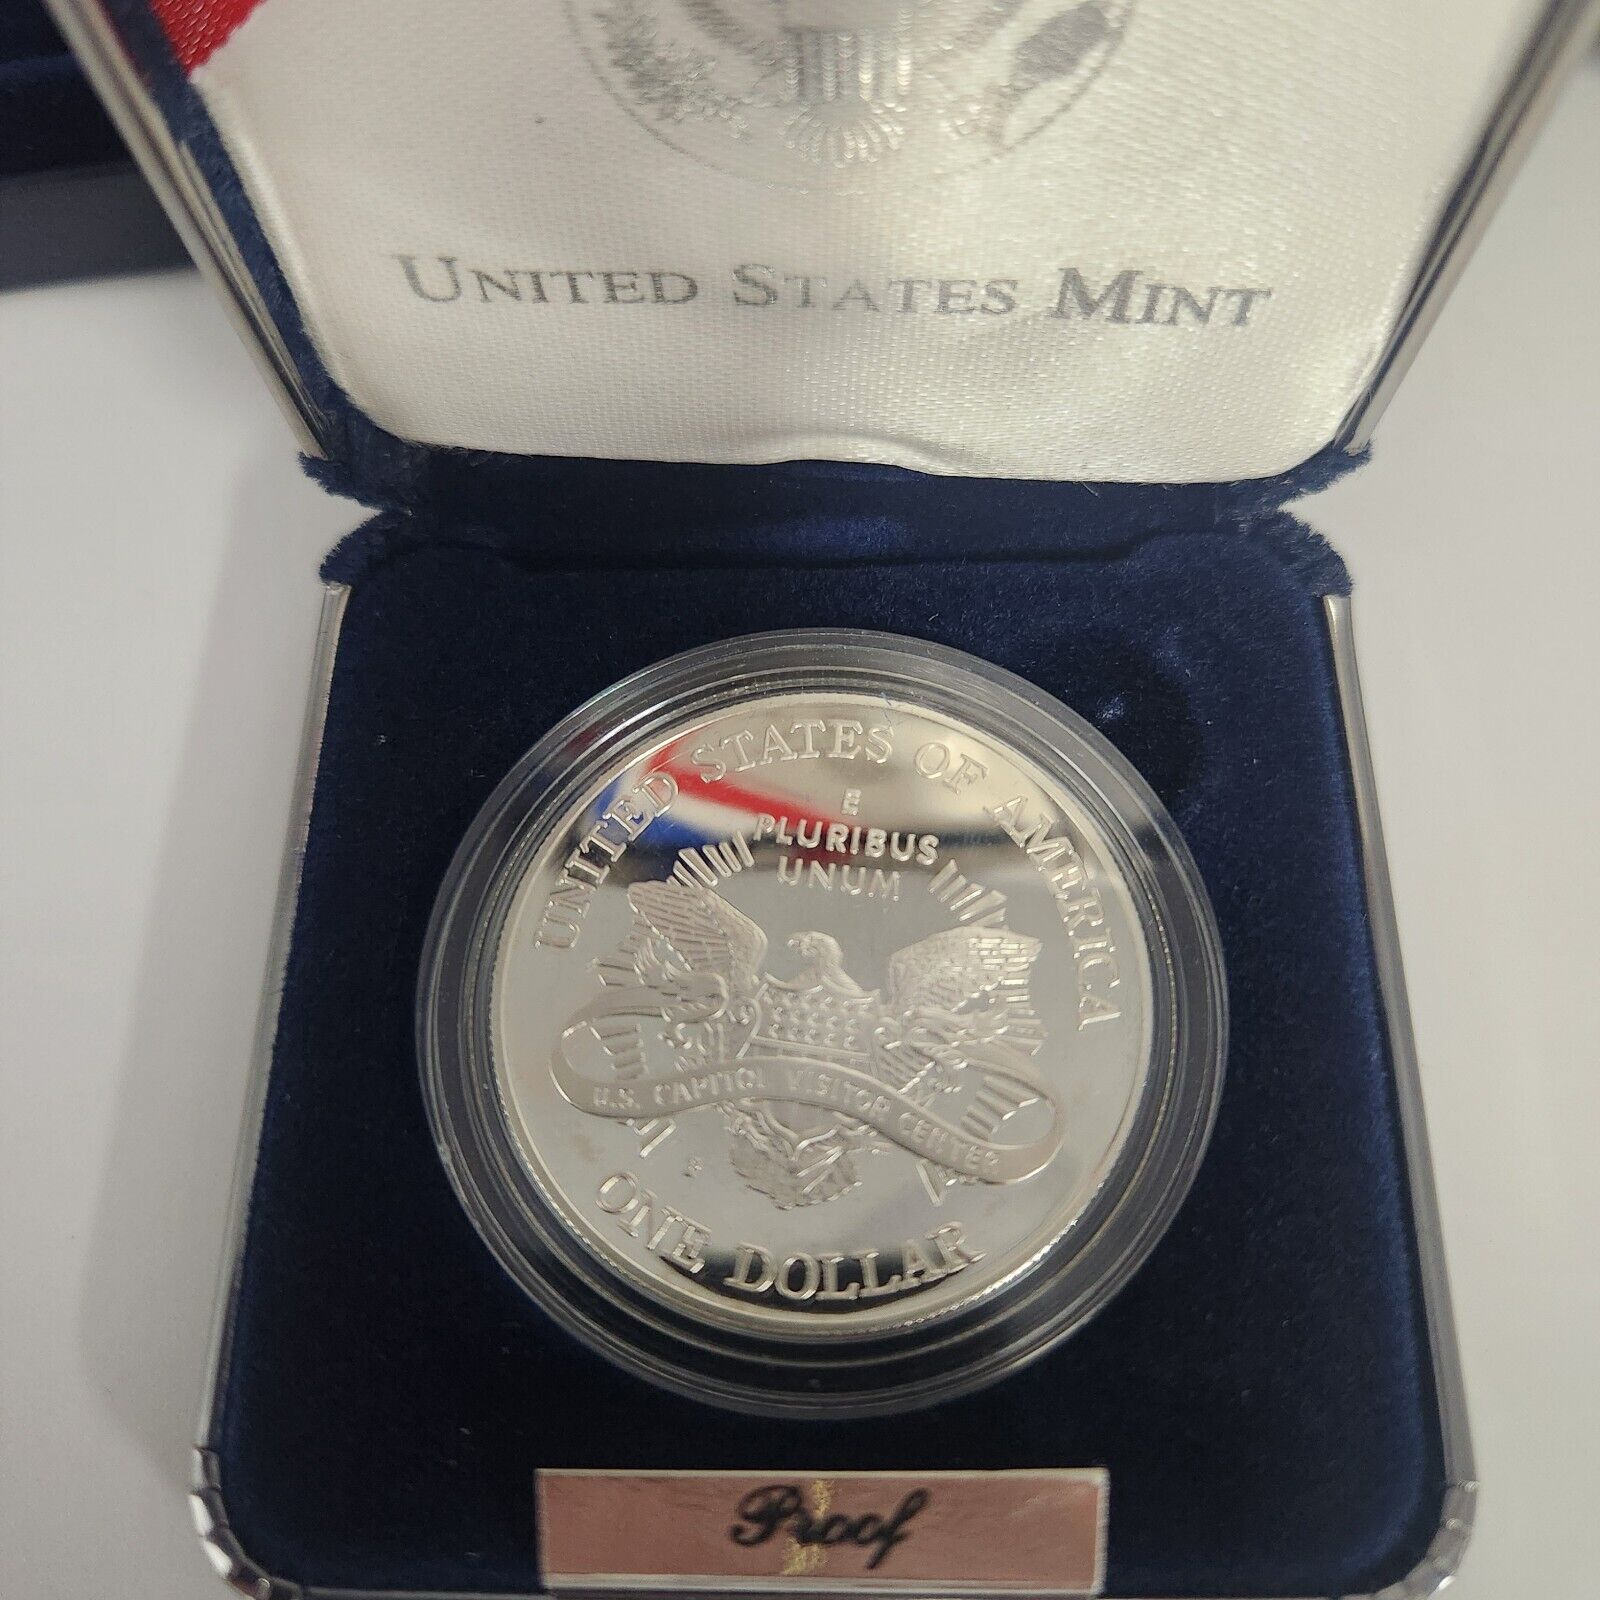 UNITED STATES MINT
UNITED STATES OF AMERICA
E
PLURIBUS
UNUM
U.S. CAPITOL VISITOR CENTER
P
ONE DOLLAR
Proof